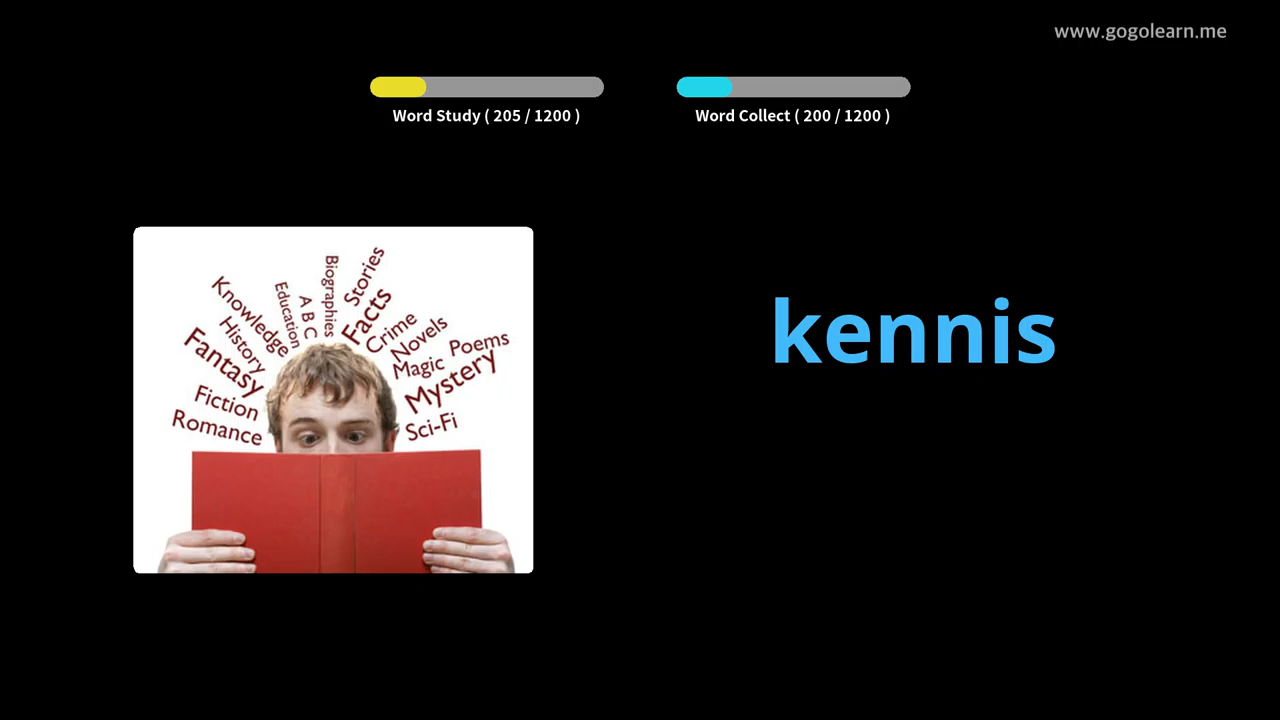 www.gogolearn.me
Word Study ( 205 / 1200 )
Word Collect ( 200 / 1200 )
kennis
Biographies
Stories
Education
A B C
Facts
Knowledge
Crime
History
Novels
Poems
Fantasy
Magic
Mystery
Fiction
Romance
Sci-Fi